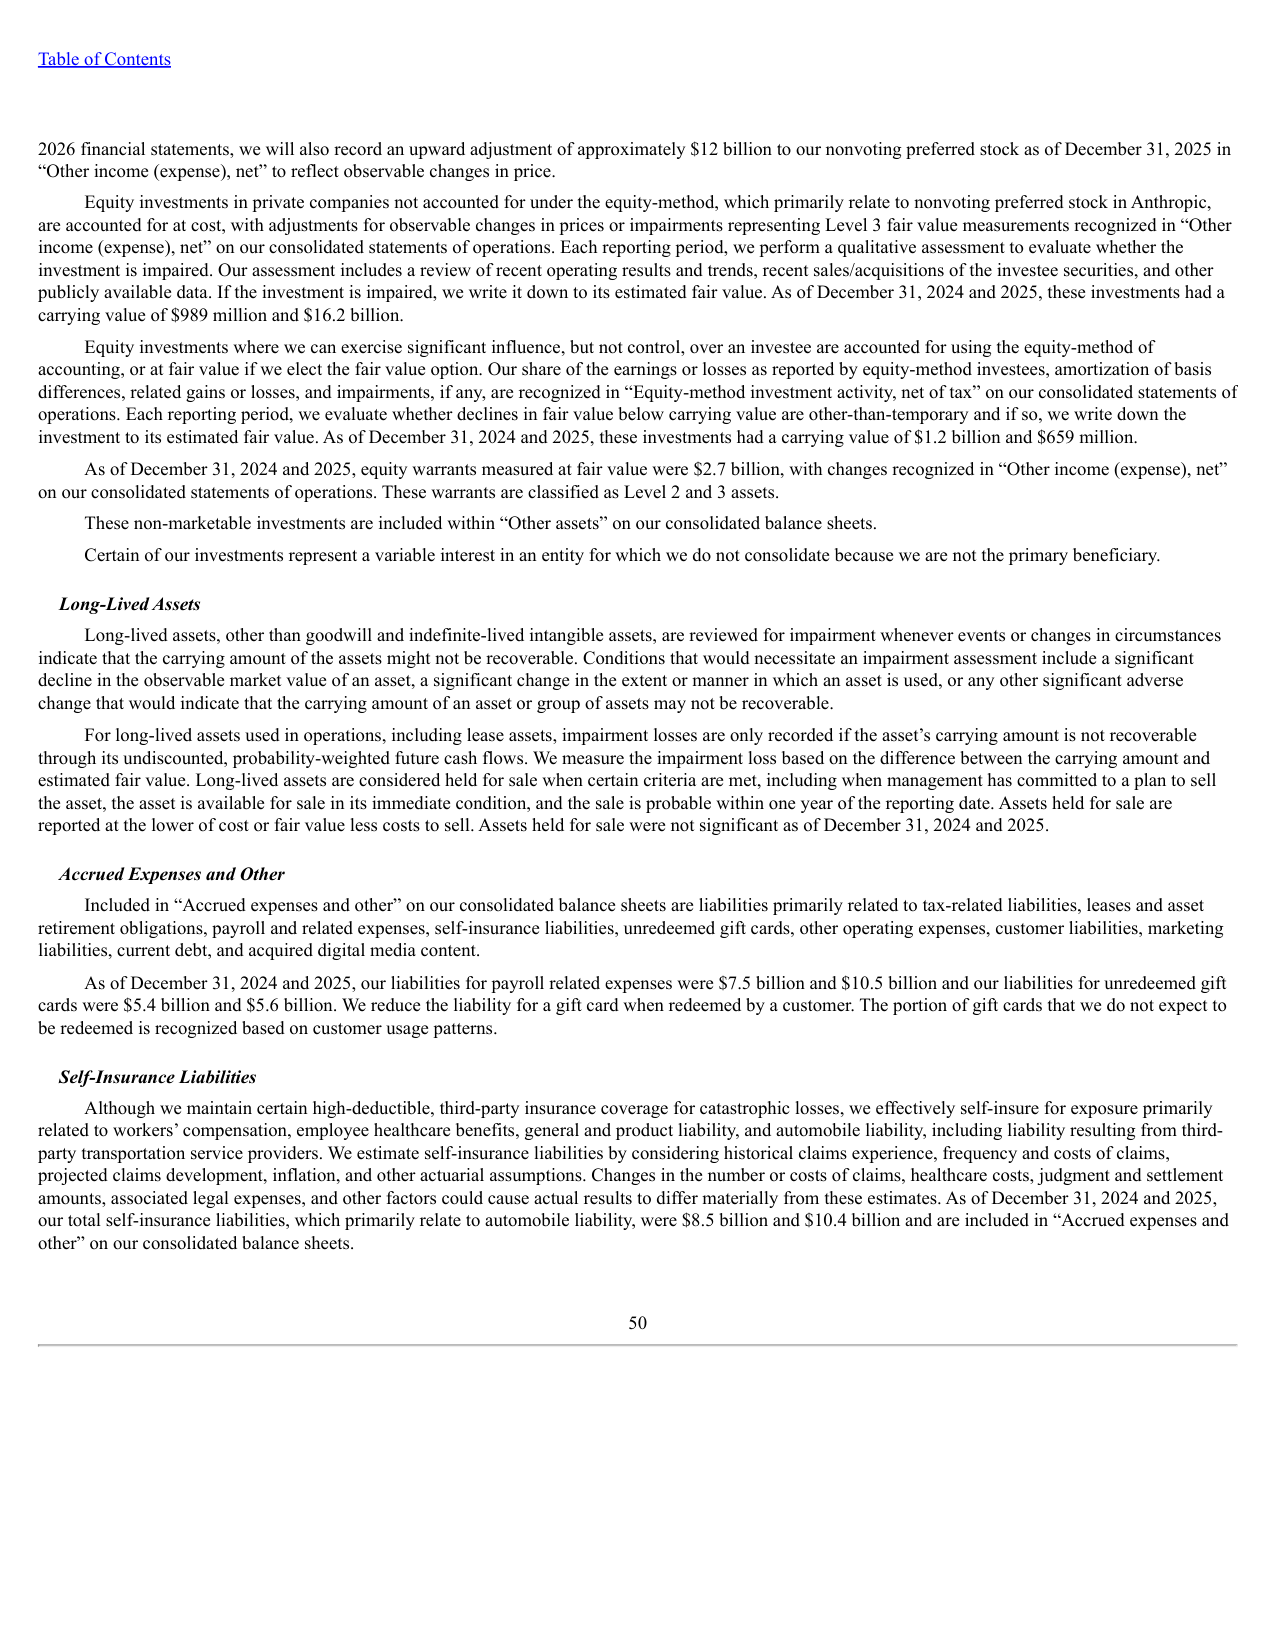 Table of Contents
2026 financial statements, we will also record an upward adjustment of approximately $12 billion to our nonvoting preferred stock as of December 31, 2025 in
“Other income (expense), net” to reflect observable changes in price.
Equity investments in private companies not accounted for under the equity-method, which primarily relate to nonvoting preferred stock in Anthropic,
are accounted for at cost, with adjustments for observable changes in prices or impairments representing Level 3 fair value measurements recognized in “Other
income (expense), net” on our consolidated statements of operations. Each reporting period, we perform a qualitative assessment to evaluate whether the
investment is impaired. Our assessment includes a review of recent operating results and trends, recent sales/acquisitions of the investee securities, and other
publicly available data. If the investment is impaired, we write it down to its estimated fair value. As of December 31, 2024 and 2025, these investments had a
carrying value of $989 million and $16.2 billion.
Equity investments where we can exercise significant influence, but not control, over an investee are accounted for using the equity-method of
accounting, or at fair value if we elect the fair value option. Our share of the earnings or losses as reported by equity-method investees, amortization of basis
differences, related gains or losses, and impairments, if any, are recognized in “Equity-method investment activity, net of tax” on our consolidated statements of
operations. Each reporting period, we evaluate whether declines in fair value below carrying value are other-than-temporary and if so, we write down the
investment to its estimated fair value. As of December 31, 2024 and 2025, these investments had a carrying value of $1.2 billion and $659 million.
As of December 31, 2024 and 2025, equity warrants measured at fair value were $2.7 billion, with changes recognized in “Other income (expense), net”
on our consolidated statements of operations. These warrants are classified as Level 2 and 3 assets.
These non-marketable investments are included within “Other assets” on our consolidated balance sheets.
Certain of our investments represent a variable interest in an entity for which we do not consolidate because we are not the primary beneficiary.
Long-Lived Assets
Long-lived assets, other than goodwill and indefinite-lived intangible assets, are reviewed for impairment whenever events or changes in circumstances
indicate that the carrying amount of the assets might not be recoverable. Conditions that would necessitate an impairment assessment include a significant
decline in the observable market value of an asset, a significant change in the extent or manner in which an asset is used, or any other significant adverse
change that would indicate that the carrying amount of an asset or group of assets may not be recoverable.
For long-lived assets used in operations, including lease assets, impairment losses are only recorded if the asset’s carrying amount is not recoverable
through its undiscounted, probability-weighted future cash flows. We measure the impairment loss based on the difference between the carrying amount and
estimated fair value. Long-lived assets are considered held for sale when certain criteria are met, including when management has committed to a plan to sell
the asset, the asset is available for sale in its immediate condition, and the sale is probable within one year of the reporting date. Assets held for sale are
reported at the lower of cost or fair value less costs to sell. Assets held for sale were not significant as of December 31, 2024 and 2025.
Accrued Expenses and Other
Included in “Accrued expenses and other” on our consolidated balance sheets are liabilities primarily related to tax-related liabilities, leases and asset
retirement obligations, payroll and related expenses, self-insurance liabilities, unredeemed gift cards, other operating expenses, customer liabilities, marketing
liabilities, current debt, and acquired digital media content.
As of December 31, 2024 and 2025, our liabilities for payroll related expenses were $7.5 billion and $10.5 billion and our liabilities for unredeemed gift
cards were $5.4 billion and $5.6 billion. We reduce the liability for a gift card when redeemed by a customer. The portion of gift cards that we do not expect to
be redeemed is recognized based on customer usage patterns.
Self-Insurance Liabilities
Although we maintain certain high-deductible, third-party insurance coverage for catastrophic losses, we effectively self-insure for exposure primarily
related to workers’ compensation, employee healthcare benefits, general and product liability, and automobile liability, including liability resulting from third-
party transportation service providers. We estimate self-insurance liabilities by considering historical claims experience, frequency and costs of claims,
projected claims development, inflation, and other actuarial assumptions. Changes in the number or costs of claims, healthcare costs, judgment and settlement
amounts, associated legal expenses, and other factors could cause actual results to differ materially from these estimates. As of December 31, 2024 and 2025,
our total self-insurance liabilities, which primarily relate to automobile liability, were $8.5 billion and $10.4 billion and are included in “Accrued expenses and
other” on our consolidated balance sheets.
50